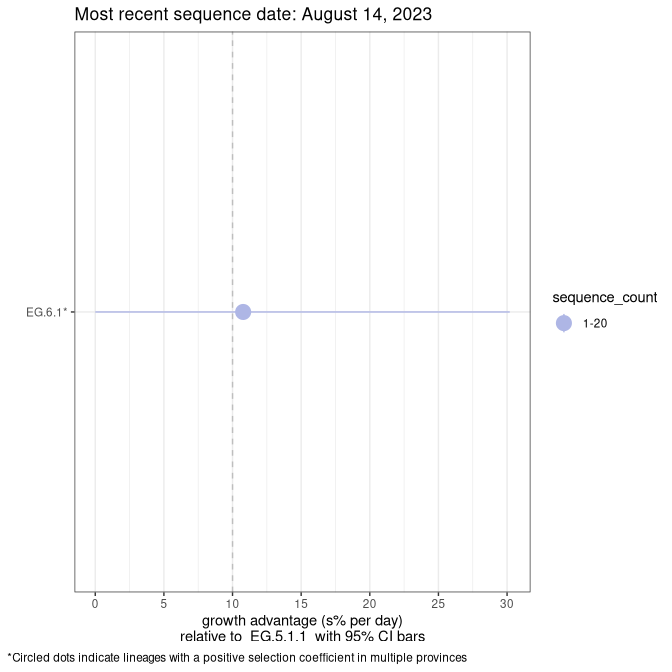 Most recent sequence date: August 14, 2023
EG.6.1*
sequence_count
1-20
0 5 10 15 20 25 30
growth advantage (s% per day)
relative to  EG.5.1.1  with 95% CI bars
*Circled dots indicate lineages with a positive selection coefficient in multiple provinces